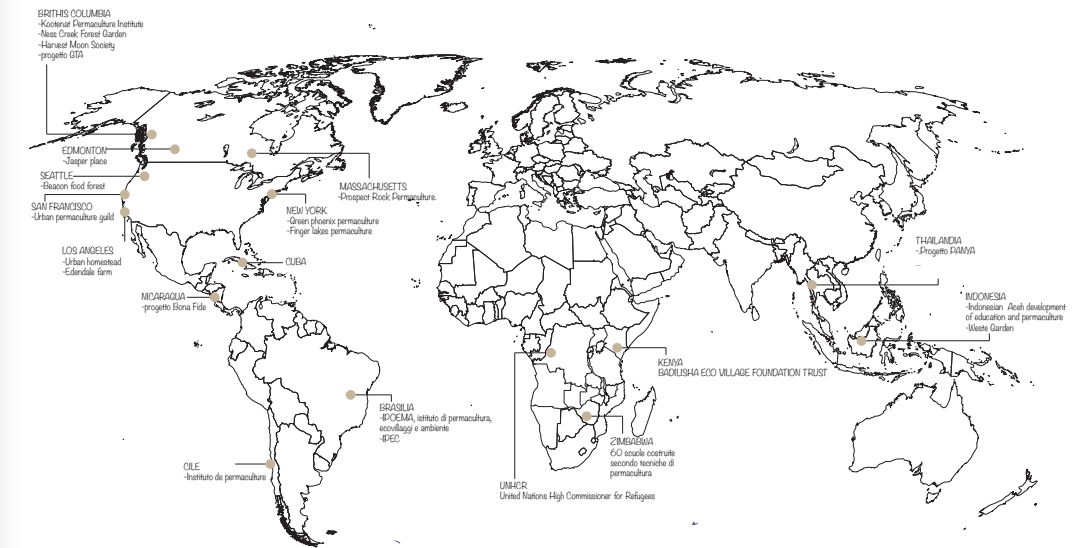 BRITHIS COLUMBIA
-Kootenat Permaculture Institute
-Ness Creek Forest Garden
-Harvest Moon Society
-progetto GTA
EDMONTON
-Jasper place
SEATTLE
-Beacon food forest
SAN FRANCISCO
-Urban permaculture guild
LOS ANGELES
-Urban homestead
-Edendale farm
MASSACHUSETTS
-Prospect Rock Permaculture.
NEW YORK
-Green phoenix permaculture
-Finger lakes permaculture
CUBA
NICARAGUA
-progetto Bona Fide
BRASILIA
-IPOEMA, istituto di permacultura,
ecovillaggi e ambiente
-IPEC
CILE
-Instituto de permaculture
UNHCR
United Nations High Commissioner for Refugees
ZIMBABWA
60 scuole costruite
secondo tecniche di
permacultura
KENYA
BADILISHA ECO VILLAGE FOUNDATION TRUST
THAILANDIA
-Progetto PANYA
INDONESIA
-Indonesian Aceh development
of education and permaculture
-Weste Garden